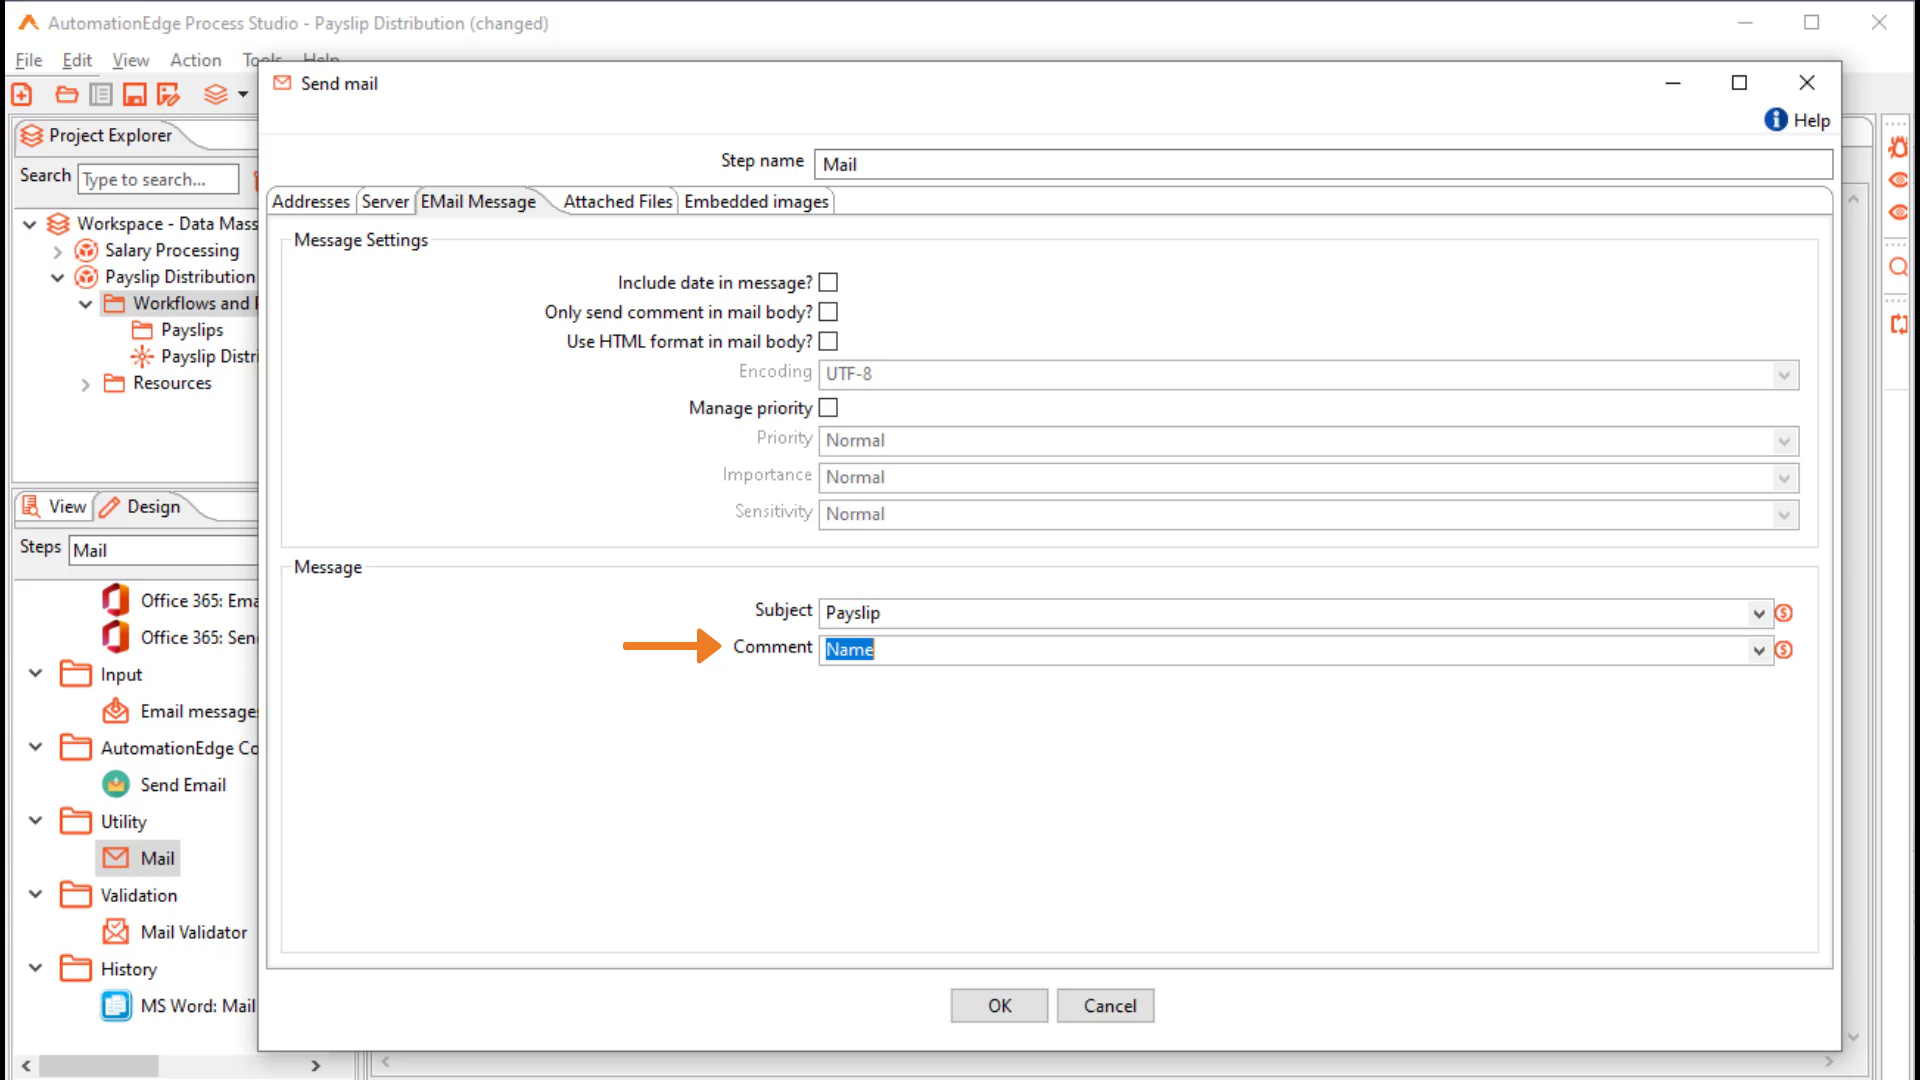 AutomationEdge Process Studio - Payslip Distribution (changed)
File Edit View Action Tools Help
Send mail
Help
Project Explorer
Step name Mail
Search Type to search...
Addresses Server EMail Message Attached Files Embedded images
Workspace - Data Mass
Message Settings
Salary Processing
Payslip Distribution
Include date in message?
Workflows and
Only send comment in mail body?
Payslips
Use HTML format in mail body?
Payslip Distri
Encoding UTF-8
Resources
Manage priority
Priority Normal
Importance Normal
View Design
Sensitivity Normal
Steps Mail
Message
Office 365: Ema
Subject Payslip
Office 365: Sen
Comment Name
Input
Email messages
AutomationEdge Co
Send Email
Utility
Mail
Validation
Mail Validator
History
MS Word: Mail
OK Cancel